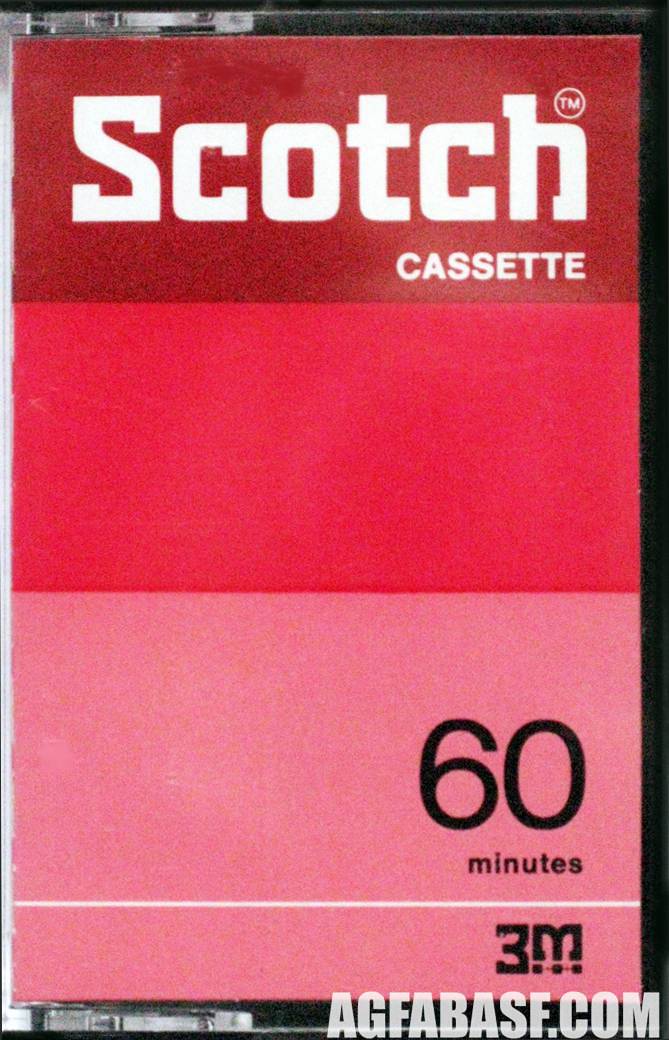 Scotch™
CASSETTE
60
minutes
3M
AGFABASF.COM